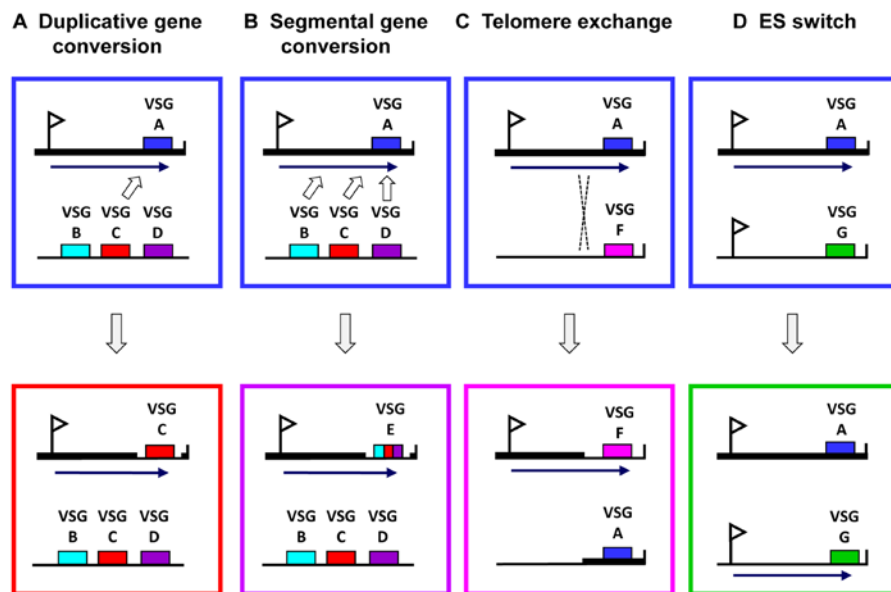 A Duplicative gene
conversion
B Segmental gene
conversion
C Telomere exchange
D ES switch
VSG
A
VSG VSG VSG
B C D
VSG
A
VSG VSG VSG
B C D
VSG
A
VSG
F
VSG
A
VSG
G
VSG
C
VSG VSG VSG
B C D
VSG
E
VSG VSG VSG
B C D
VSG
F
VSG
A
VSG
A
VSG
G